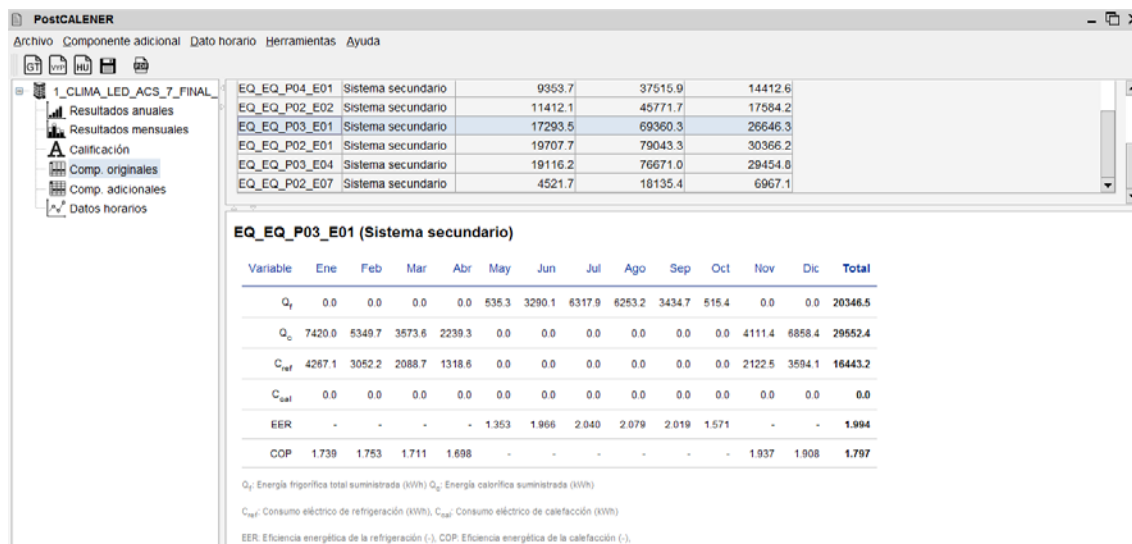 PostCALENER
Archivo Componente adicional Dato horario Herramientas Ayuda
GT VYP HU PDF
1_CLIMA_LED_ACS_7_FINAL_
Resultados anuales
Resultados mensuales
A Calificación
Comp. originales
Comp. adicionales
Datos horarios
EQ_EQ_P04_E01 Sistema secundario 9353.7 37515.9 14412.6
EQ_EQ_P02_E02 Sistema secundario 11412.1 45771.7 17584.2
EQ_EQ_P03_E01 Sistema secundario 17293.5 69360.3 26646.3
EQ_EQ_P02_E01 Sistema secundario 19707.7 79043.3 30366.2
EQ_EQ_P03_E04 Sistema secundario 19116.2 76671.0 29454.8
EQ_EQ_P02_E07 Sistema secundario 4521.7 18135.4 6967.1
EQ_EQ_P03_E01 (Sistema secundario)
Variable Ene Feb Mar Abr May Jun Jul Ago Sep Oct Nov Dic Total
Qf 0.0 0.0 0.0 0.0 535.3 3290.1 6317.9 6253.2 3434.7 515.4 0.0 0.0 20346.5
Qc 7420.0 5349.7 3573.6 2239.3 0.0 0.0 0.0 0.0 0.0 0.0 4111.4 6858.4 29552.4
Cref 4267.1 3052.2 2088.7 1318.6 0.0 0.0 0.0 0.0 0.0 0.0 2122.5 3594.1 16443.2
Ccal 0.0 0.0 0.0 0.0 0.0 0.0 0.0 0.0 0.0 0.0 0.0 0.0 0.0
EER - - - - 1.353 1.966 2.040 2.079 2.019 1.571 - - 1.994
COP 1.739 1.753 1.711 1.698 - - - - - - 1.937 1.908 1.797
Qf: Energía frigorífica total suministrada (kWh) Qc: Energía calorífica suministrada (kWh)
Cref: Consumo eléctrico de refrigeración (kWh), Ccal: Consumo eléctrico de calefacción (kWh)
EER: Eficiencia energética de la refrigeración (-), COP: Eficiencia energética de la calefacción (-),